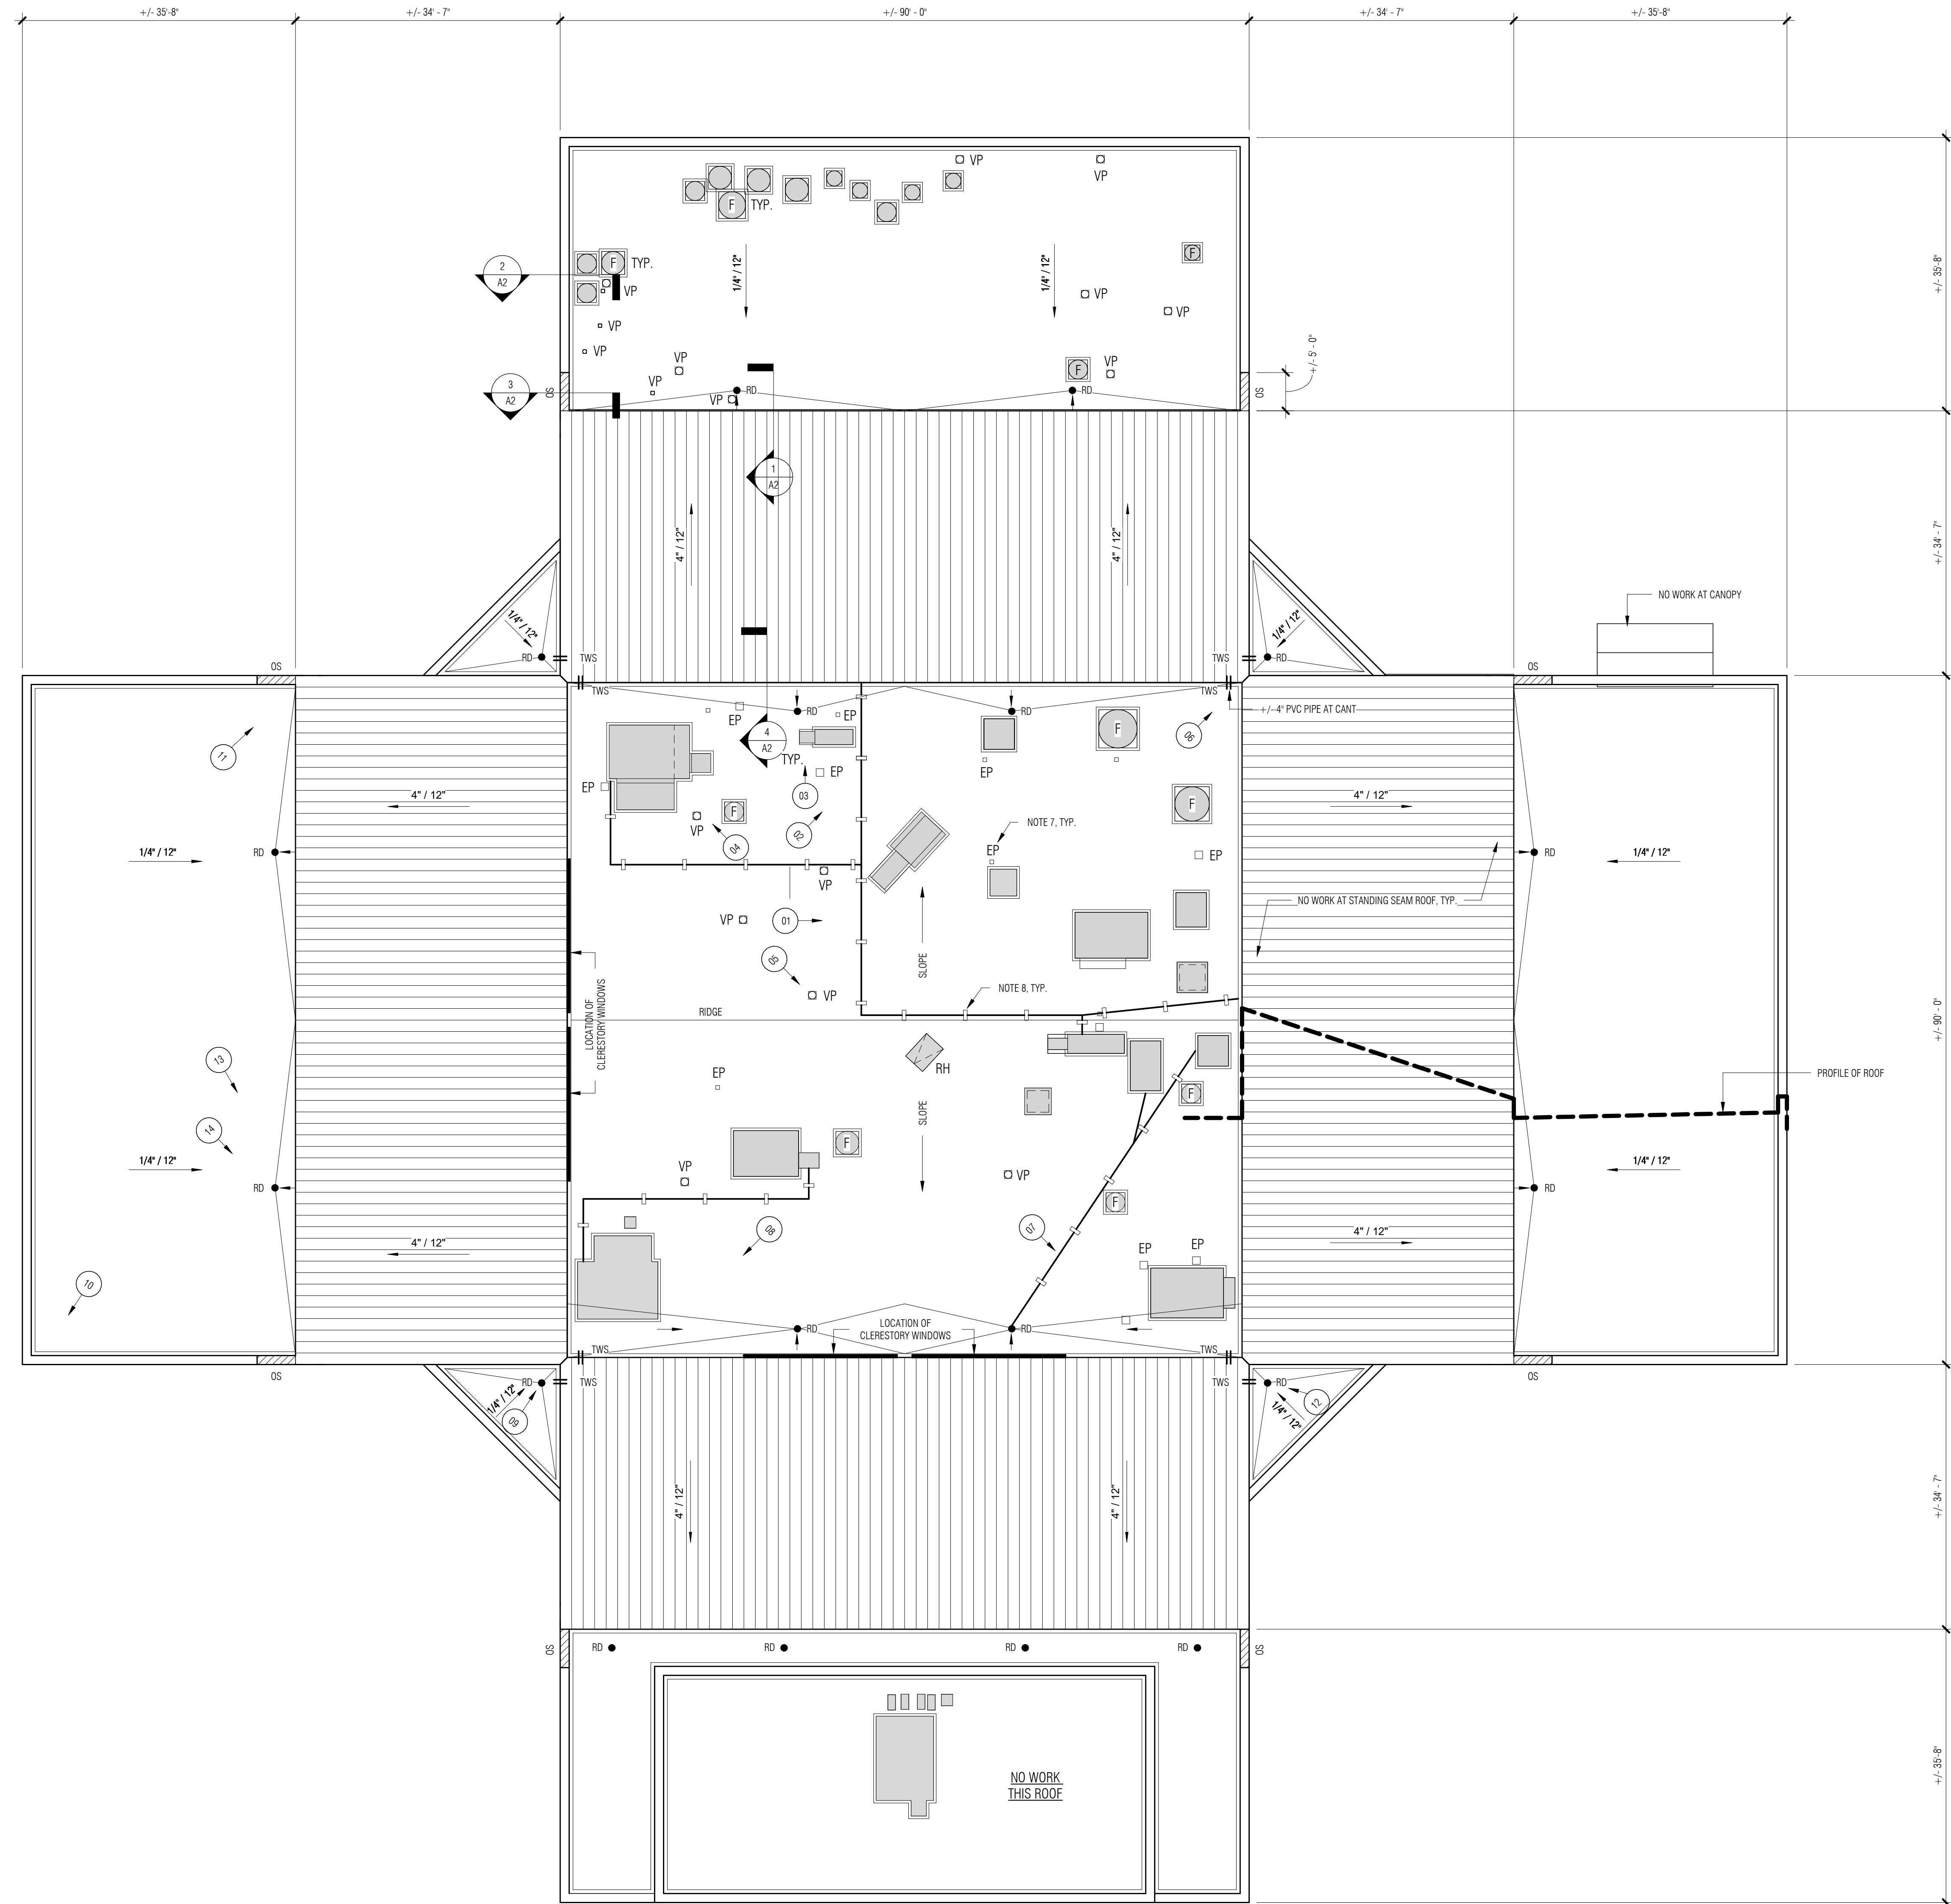 +/- 35'-8"
+/- 34' - 7"
+/- 90' - 0"
+/- 34' - 7"
+/- 35'-8"
VP
VP
F
TYP.
2
A2
F
TYP.
VP
1/4" / 12"
1/4" / 12"
F
VP
VP
VP
VP
+/- 35'-8"
+/- 5' - 0"
VP
VP
F
VP
3
A2
OS
VP
RD
RD
OS
1
A2
4" / 12"
4" / 12"
+/- 34' - 7"
NO WORK AT CANOPY
1/4" / 12"
1/4" / 12"
RD
TWS
TWS
RD
OS
OS
TWS
TWS
+/- 4" PVC PIPE AT CANT
EP
RD
EP
RD
F
06
11
4
A2
TYP.
EP
EP
EP
03
4" / 12"
4" / 12"
F
VP
02
04
F
NOTE 7, TYP.
1/4" / 12"
RD
EP
EP
RD
1/4" / 12"
VP
NO WORK AT STANDING SEAM ROOF, TYP.
VP
01
05
SLOPE
VP
NOTE 8, TYP.
LOCATION OF
CLERESTORY WINDOWS
RIDGE
+/- 90' - 0"
13
RH
EP
PROFILE OF ROOF
F
14
SLOPE
F
1/4" / 12"
VP
VP
1/4" / 12"
RD
RD
F
08
07
4" / 12"
4" / 12"
EP
EP
10
RD
LOCATION OF
CLERESTORY WINDOWS
RD
TWS
TWS
OS
RD
TWS
TWS
RD
OS
1/4" / 12"
09
12
1/4" / 12"
4" / 12"
4" / 12"
+/- 34' - 7"
OS
RD
RD
RD
RD
OS
NO WORK
THIS ROOF
+/- 35'-8"